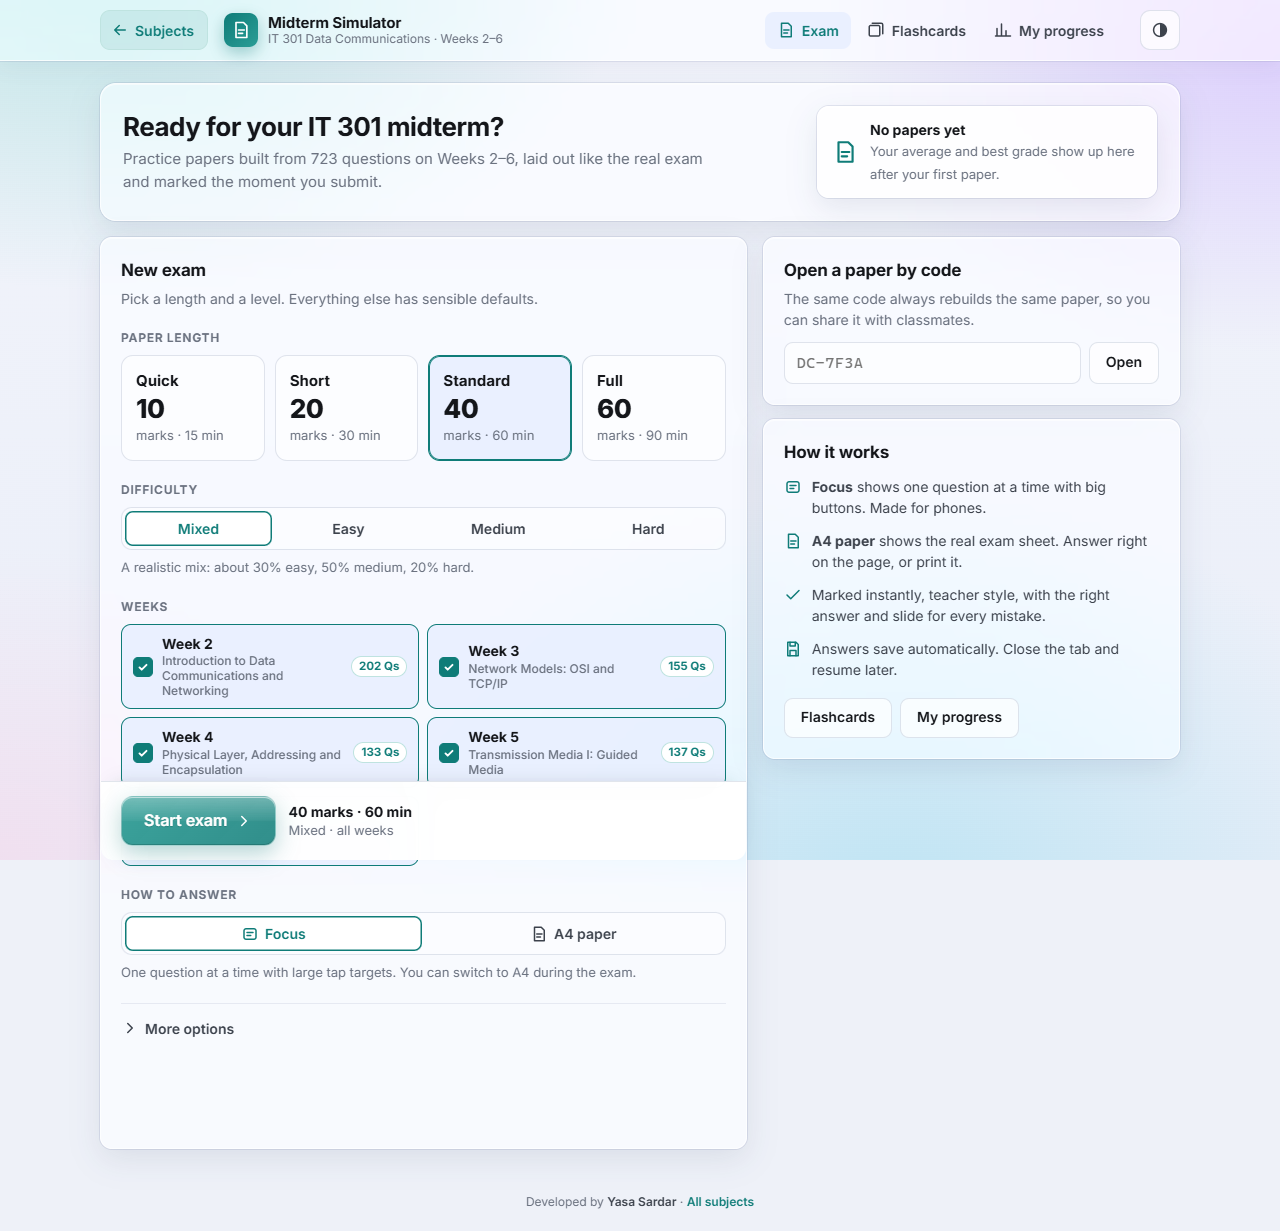 Subjects
Midterm Simulator
IT 301 Data Communications · Weeks 2–6
Exam
Flashcards
My progress
Ready for your IT 301 midterm?
Practice papers built from 723 questions on Weeks 2–6, laid out like the real exam
and marked the moment you submit.
No papers yet
Your average and best grade show up here
after your first paper.
New exam
Pick a length and a level. Everything else has sensible defaults.
PAPER LENGTH
Quick
10
marks · 15 min
Short
20
marks · 30 min
Standard
40
marks · 60 min
Full
60
marks · 90 min
DIFFICULTY
Mixed
Easy
Medium
Hard
A realistic mix: about 30% easy, 50% medium, 20% hard.
WEEKS
Week 2
Introduction to Data
Communications and
Networking
202 Qs
Week 3
Network Models: OSI and
TCP/IP
155 Qs
Week 4
Physical Layer, Addressing and
Encapsulation
133 Qs
Week 5
Transmission Media I: Guided
Media
137 Qs
Start exam
40 marks · 60 min
Mixed · all weeks
HOW TO ANSWER
Focus
A4 paper
One question at a time with large tap targets. You can switch to A4 during the exam.
More options
Open a paper by code
The same code always rebuilds the same paper, so you
can share it with classmates.
DC-7F3A
Open
How it works
Focus shows one question at a time with big
buttons. Made for phones.
A4 paper shows the real exam sheet. Answer right
on the page, or print it.
Marked instantly, teacher style, with the right
answer and slide for every mistake.
Answers save automatically. Close the tab and
resume later.
Flashcards
My progress
Developed by Yasa Sardar · All subjects